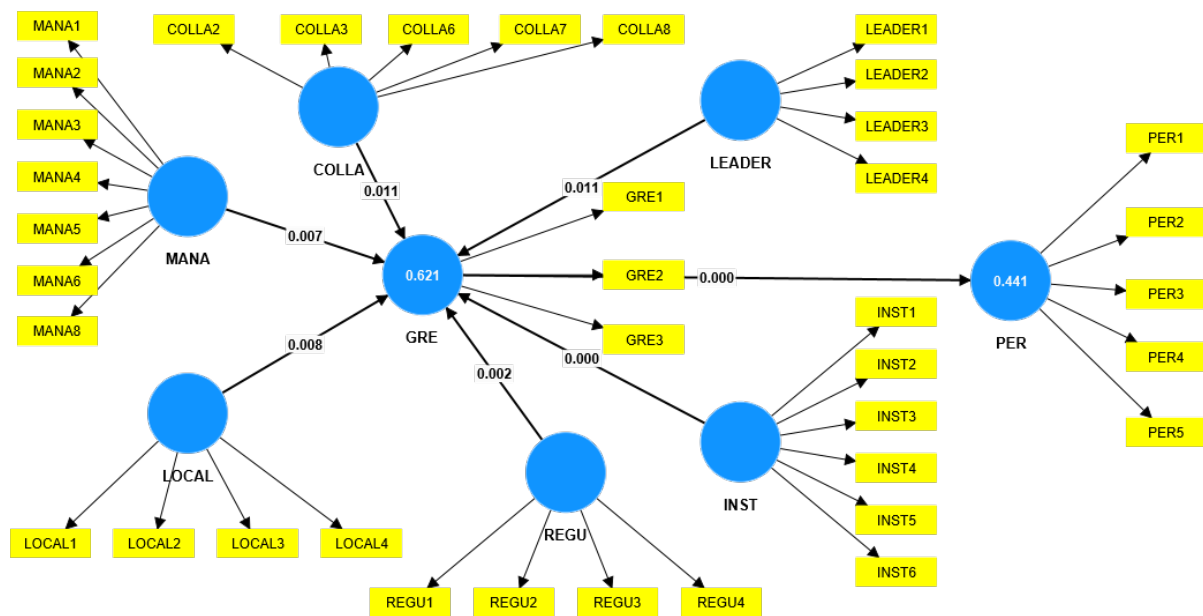 MANA1
MANA2
MANA3
MANA4
MANA5
MANA6
MANA8
MANA
COLLA2
COLLA3
COLLA6
COLLA7
COLLA8
COLLA
LEADER1
LEADER2
LEADER3
LEADER4
LEADER
0.011
0.011
0.007
GRE1
GRE2
GRE3
0.621
GRE
0.000
PER1
PER2
PER3
PER4
PER5
0.441
PER
0.008
0.002
0.000
LOCAL
LOCAL1
LOCAL2
LOCAL3
LOCAL4
REGU
REGU1
REGU2
REGU3
REGU4
INST1
INST2
INST3
INST4
INST5
INST6
INST